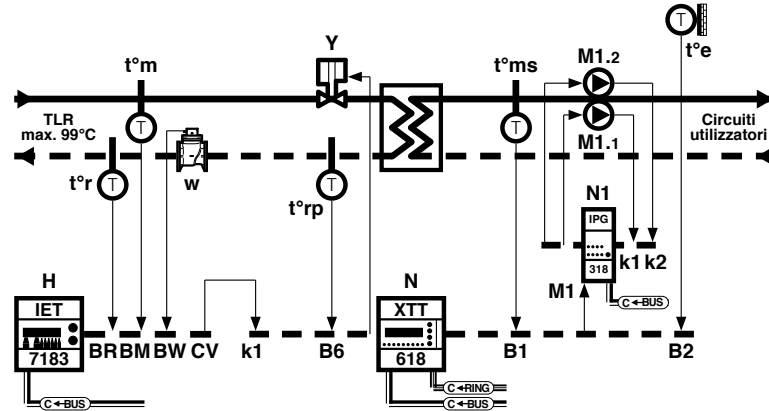 Y
T
t°e
t°m
t°ms
M1.2
TLR
max. 99°C
T
T
M1.1
Circuiti
utilizzatori
t°r
T
w
t°rp
T
N1
IPG
318
k1 k2
H
N
M1
C BUS
IET
7183
XTT
618
BR BM BW CV k1 B6 B1 B2
C RING
C BUS
C BUS